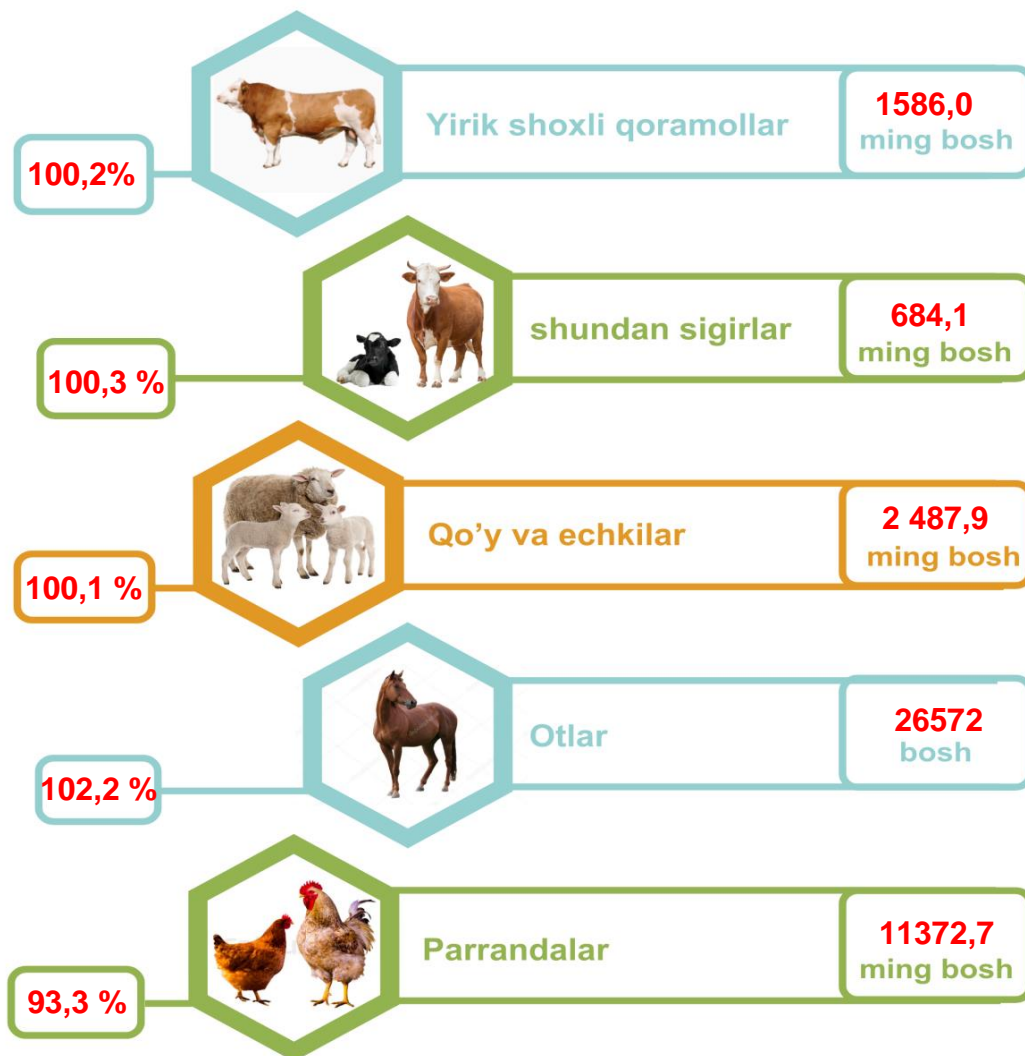 Yirik shoxli qoramollar
1586,0
ming bosh
100,2%
shundan sigirlar
684,1
ming bosh
100,3 %
Qo'y va echkilar
2 487,9
ming bosh
100,1 %
Otlar
26572
bosh
102,2 %
Parrandalar
11372,7
ming bosh
93,3 %